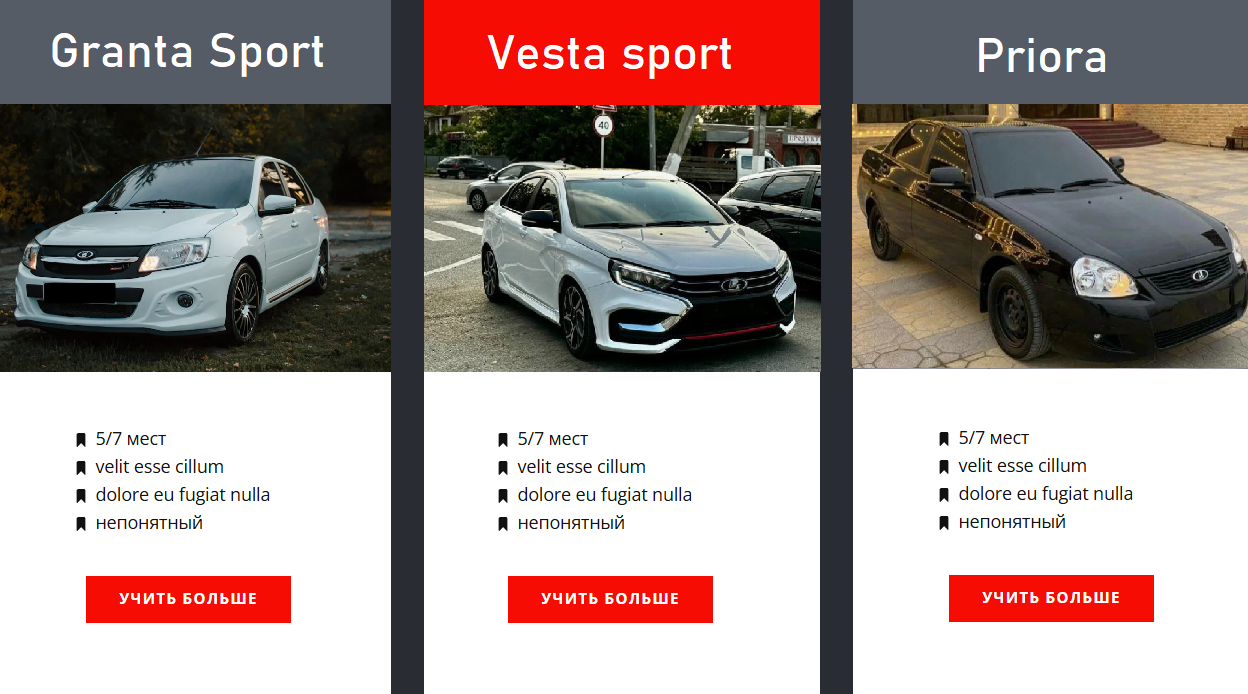 Granta Sport
40
5/7 мест
velit esse cillum
dolore eu fugiat nulla
непонятный
УЧИТЬ БОЛЬШЕ
Vesta sport
5/7 мест
velit esse cillum
dolore eu fugiat nulla
непонятный
УЧИТЬ БОЛЬШЕ
Priora
5/7 мест
velit esse cillum
dolore eu fugiat nulla
непонятный
УЧИТЬ БОЛЬШЕ